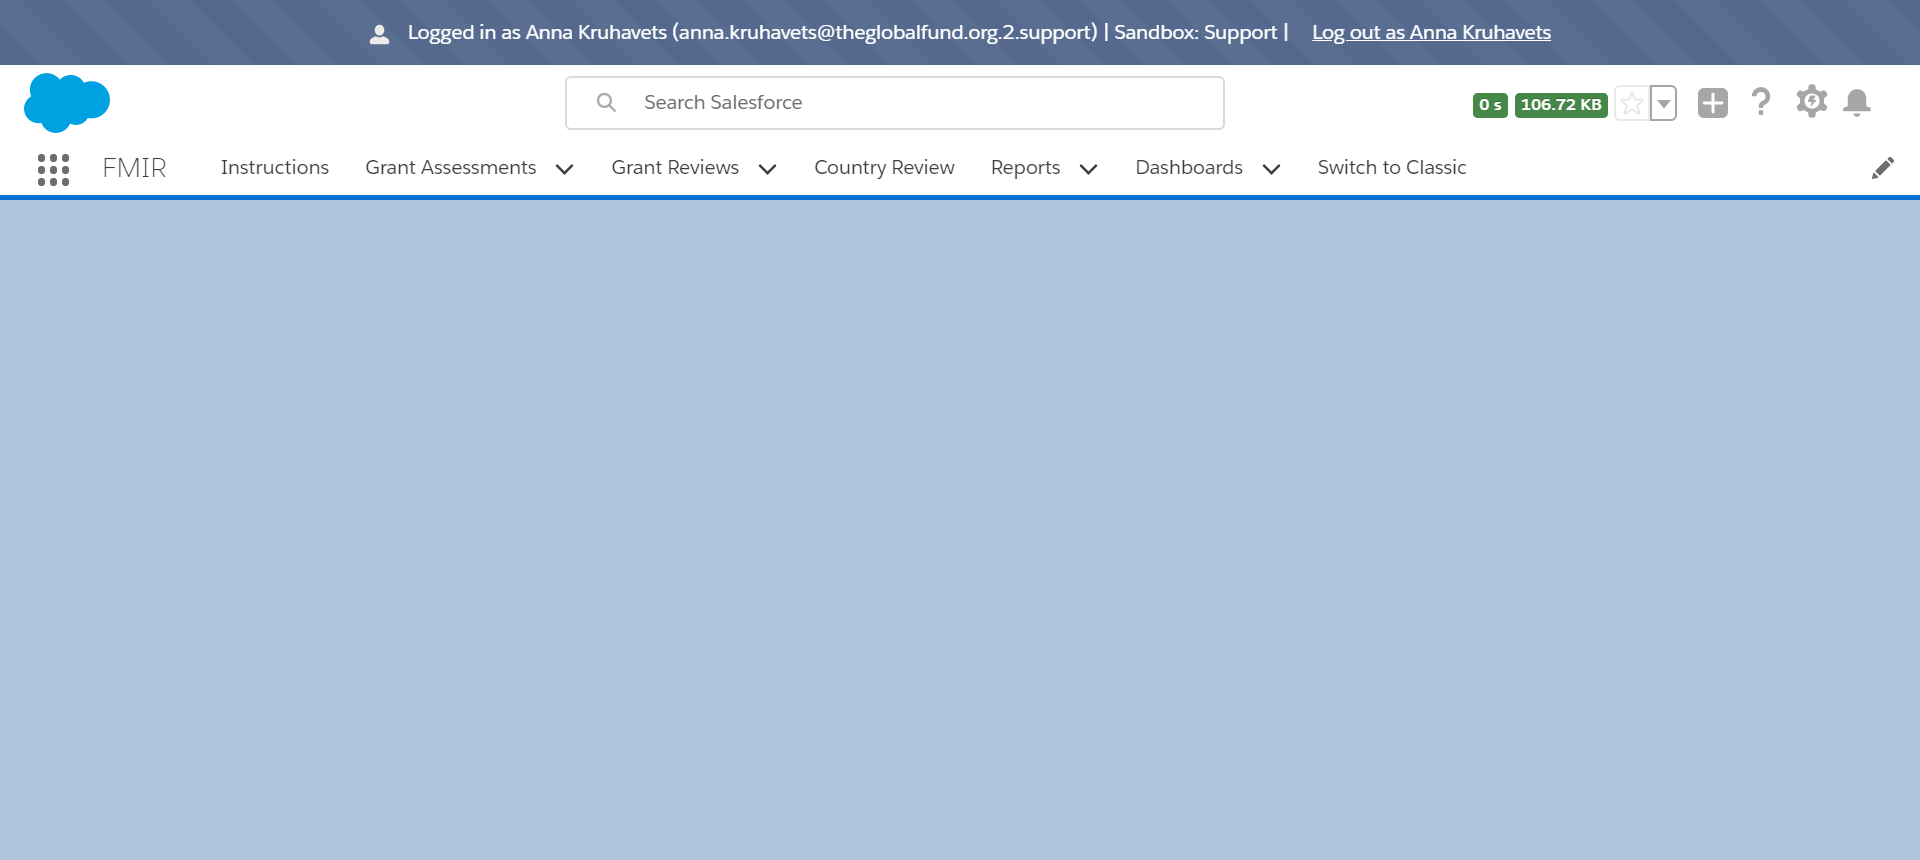 Logged in as Anna Kruhavets (anna.kruhavets@theglobalfund.org.2.support) | Sandbox: Support | Log out as Anna Kruhavets
Search Salesforce
0 s 106.72 KB
FMIR Instructions Grant Assessments Grant Reviews Country Review Reports Dashboards Switch to Classic